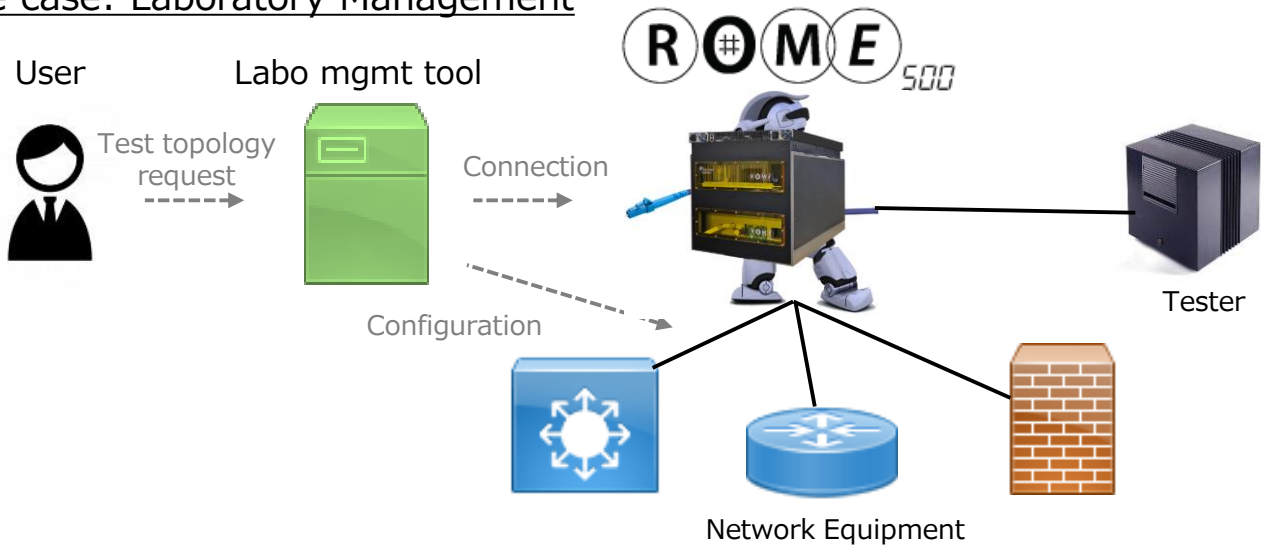 e case: Laboratory Management
ROME
500
User
Labo mgmt tool
Test topology
request
Connection
Configuration
Tester
Network Equipment